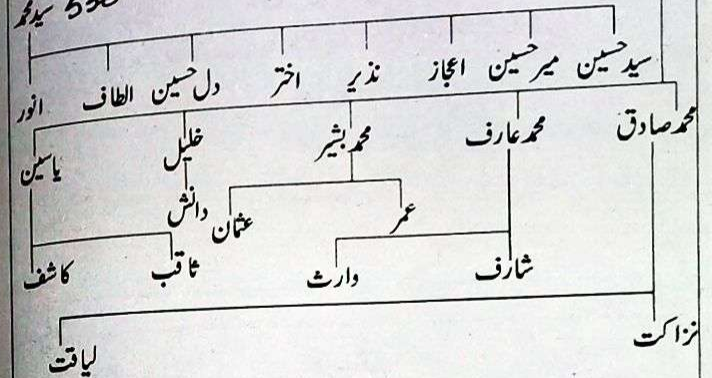 سید محمد
سید حسین میر حسین اعجاز نذیر اختر دل حسین الطاف انور
محمد صادق محمد عارف محمد بشیر خلیل یاسین
عمر عثمان دانش
شارف وارث ثاقب کاشف
نزاکت لیاقت